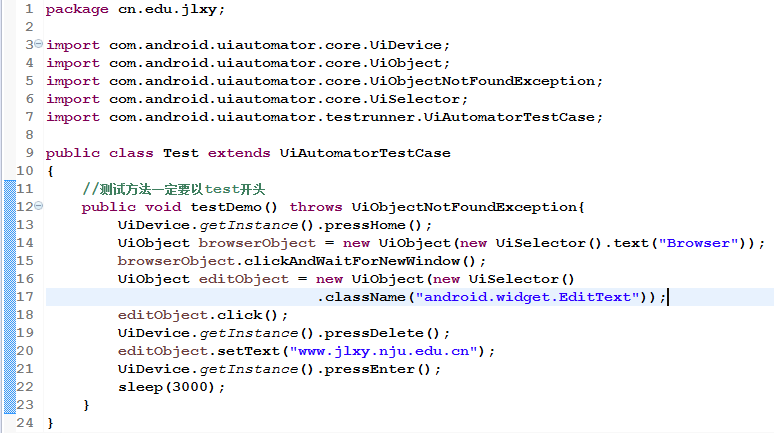 1 package cn.edu.jlxy;
2
3 import com.android.uiautomator.core.UiDevice;
4 import com.android.uiautomator.core.UiObject;
5 import com.android.uiautomator.core.UiObjectNotFoundException;
6 import com.android.uiautomator.core.UiSelector;
7 import com.android.uiautomator.testrunner.UiAutomatorTestCase;
8
9 public class Test extends UiAutomatorTestCase
10 {
11     //测试方法一定要以test开头
12     public void testDemo() throws UiObjectNotFoundException{
13         UiDevice.getInstance().pressHome();
14         UiObject browserObject = new UiObject(new UiSelector().text("Browser"));
15         browserObject.clickAndWaitForNewWindow();
16         UiObject editObject = new UiObject(new UiSelector()
17                               .className("android.widget.EditText"));
18         editObject.click();
19         UiDevice.getInstance().pressDelete();
20         editObject.setText("www.jlxy.nju.edu.cn");
21         UiDevice.getInstance().pressEnter();
22         sleep(3000);
23     }
24 }